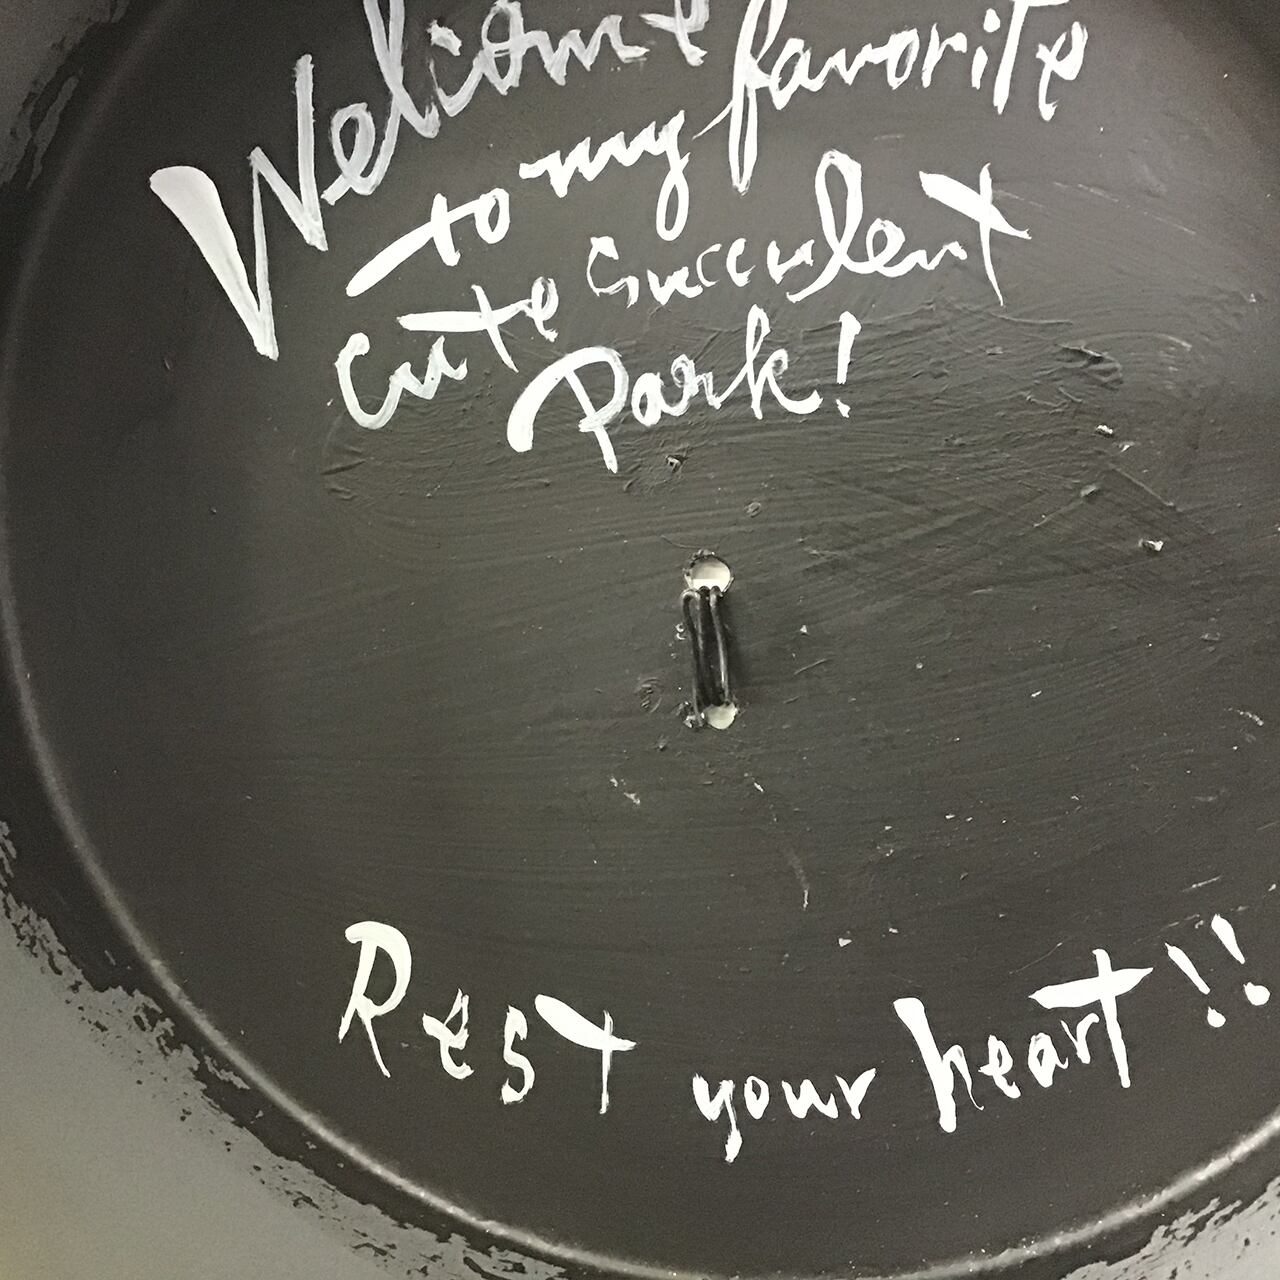 Welcome
to my favorite
cute succulent
Park!
Rest your heart!!